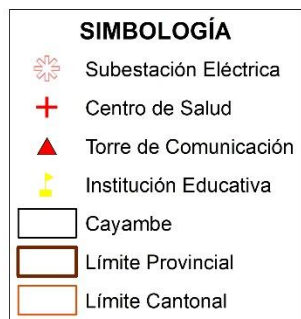 SIMBOLOGÍA
Subestación Eléctrica
Centro de Salud
Torre de Comunicación
Institución Educativa
Cayambe
Límite Provincial
Límite Cantonal